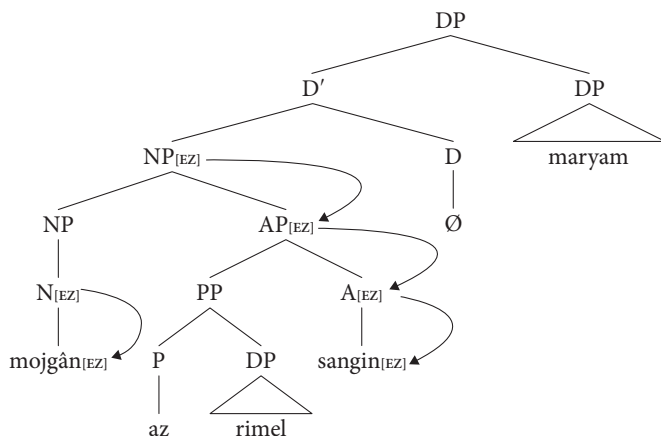 DP
D′ DP
NP[EZ] D maryam
NP AP[EZ] Ø
N[EZ] PP A[EZ]
mojgân[EZ] P DP sangin[EZ]
az rimel